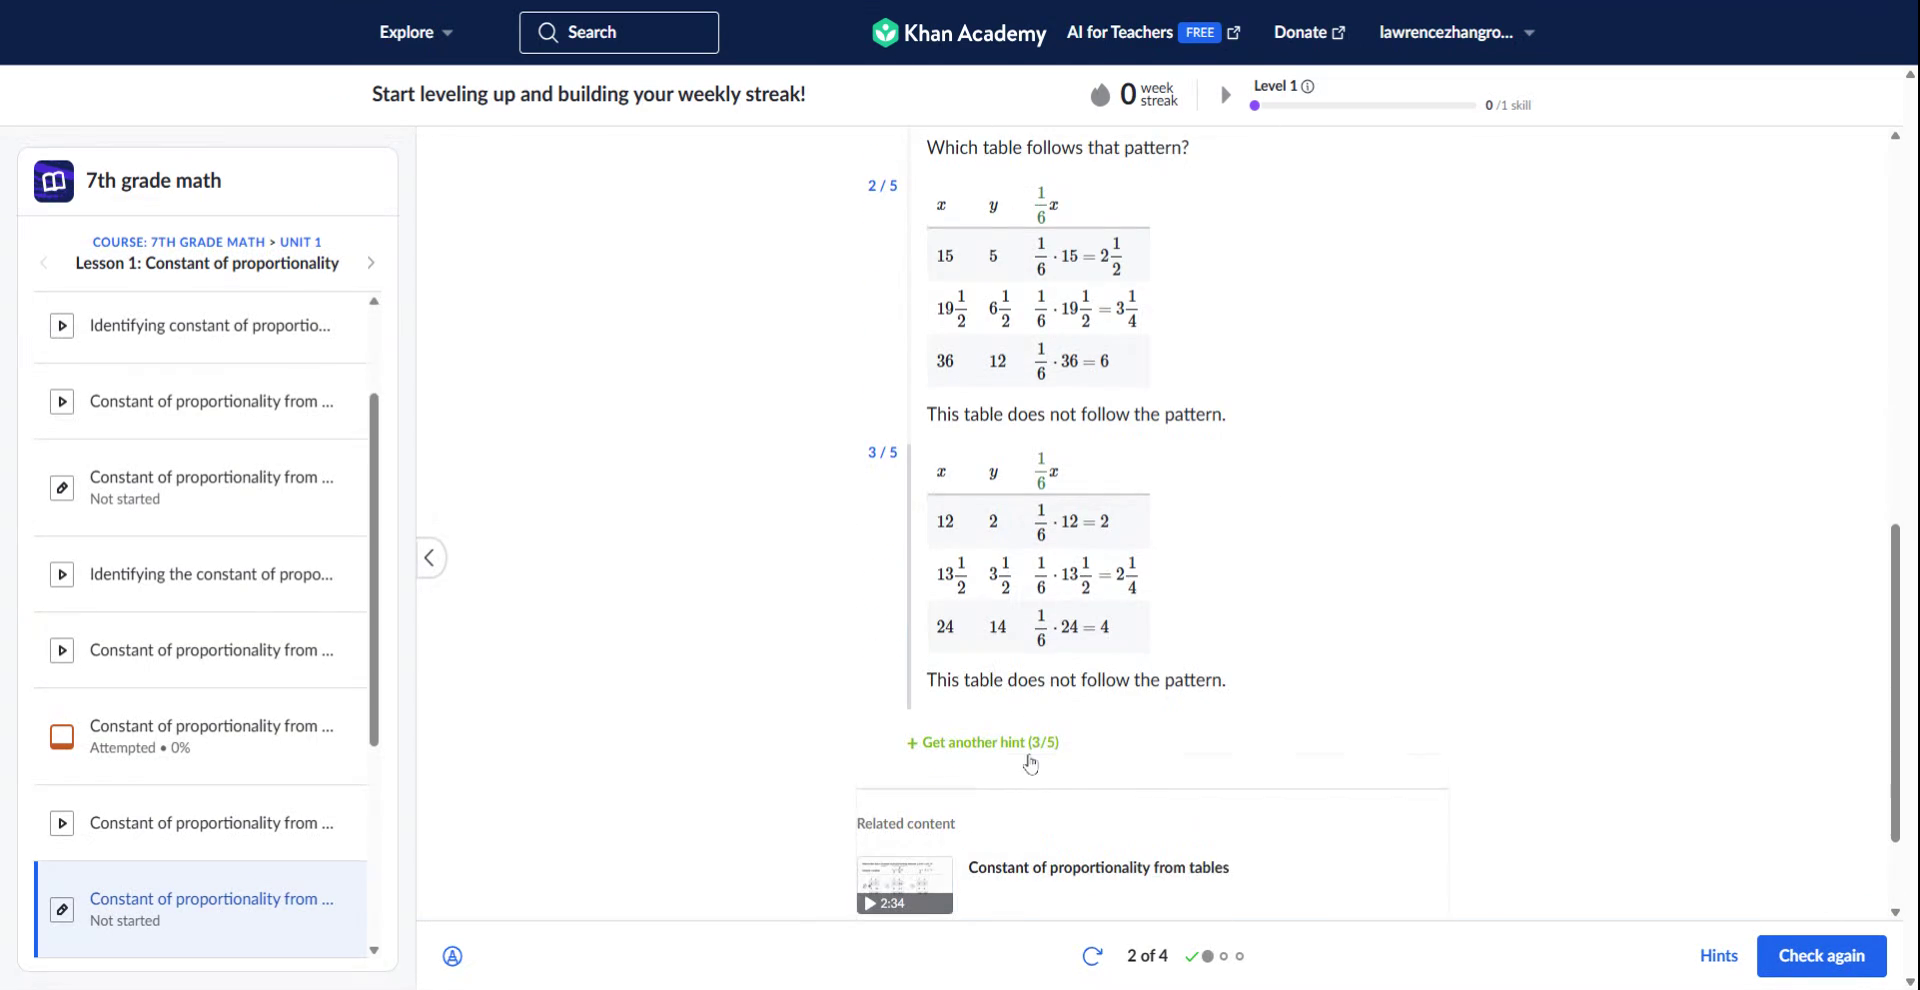 Explore
Search
Khan Academy
AI for Teachers FREE
Donate
lawrencezhangro...
Start leveling up and building your weekly streak!
0 week streak
Level 1
0 /1 skill
7th grade math
COURSE: 7TH GRADE MATH > UNIT 1
Lesson 1: Constant of proportionality
Identifying constant of proportio...
Constant of proportionality from ...
Constant of proportionality from ...
Not started
Identifying the constant of propo...
Constant of proportionality from ...
Constant of proportionality from ...
Attempted • 0%
Constant of proportionality from ...
Constant of proportionality from ...
Not started
Which table follows that pattern?
2 / 5
x y 1/6 x
15 5 1/6 · 15 = 2 1/2
19 1/2 6 1/2 1/6 · 19 1/2 = 3 1/4
36 12 1/6 · 36 = 6
This table does not follow the pattern.
3 / 5
x y 1/6 x
12 2 1/6 · 12 = 2
13 1/2 3 1/2 1/6 · 13 1/2 = 2 1/4
24 14 1/6 · 24 = 4
This table does not follow the pattern.
+ Get another hint (3/5)
Related content
2:34
Constant of proportionality from tables
2 of 4
Hints
Check again